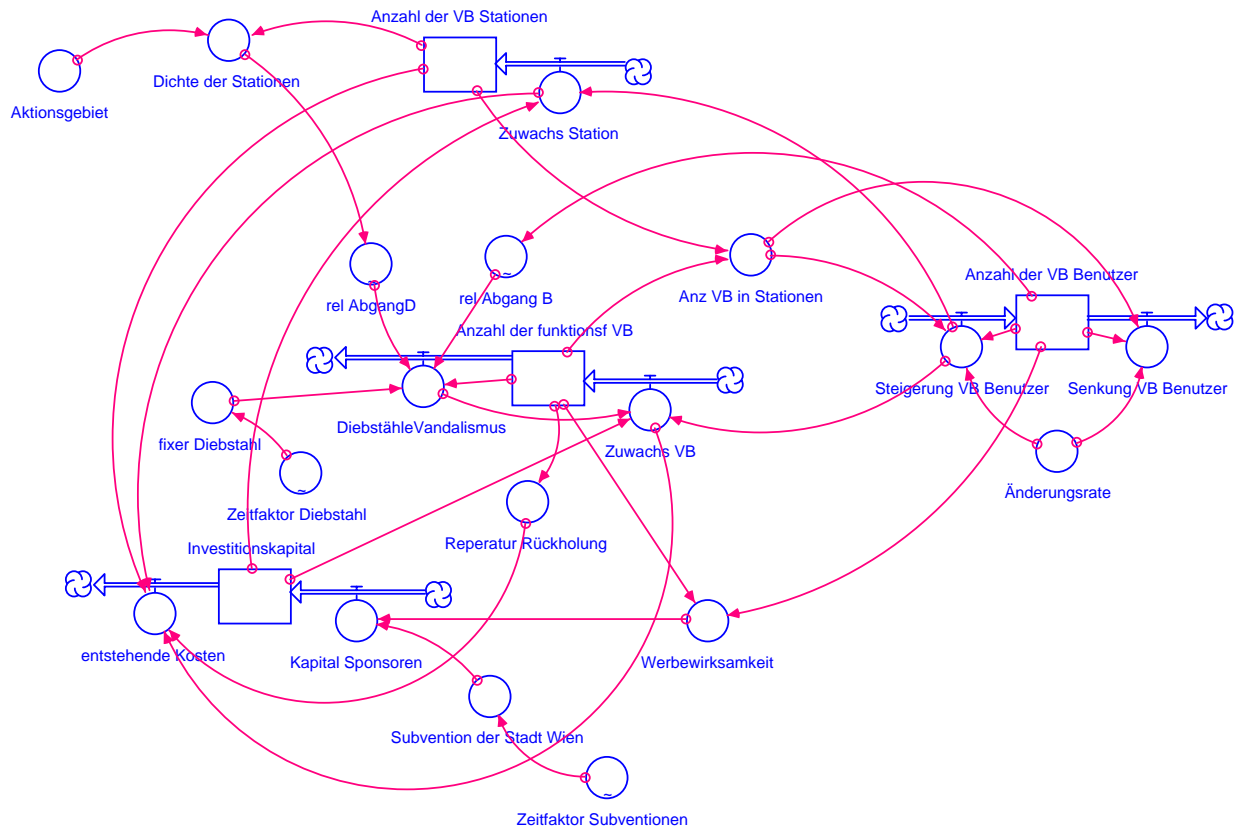 Anzahl der VB Stationen
Dichte der Stationen
Aktionsgebiet
Zuwachs Station
Anzahl der VB Benutzer
rel AbgangD
rel Abgang B
Anz VB in Stationen
Anzahl der funktionsf VB
Steigerung VB Benutzer
Senkung VB Benutzer
DiebstähleVandalismus
fixer Diebstahl
Zuwachs VB
Änderungsrate
Zeitfaktor Diebstahl
Reperatur Rückholung
Investitionskapital
entstehende Kosten
Kapital Sponsoren
Werbewirksamkeit
Subvention der Stadt Wien
Zeitfaktor Subventionen